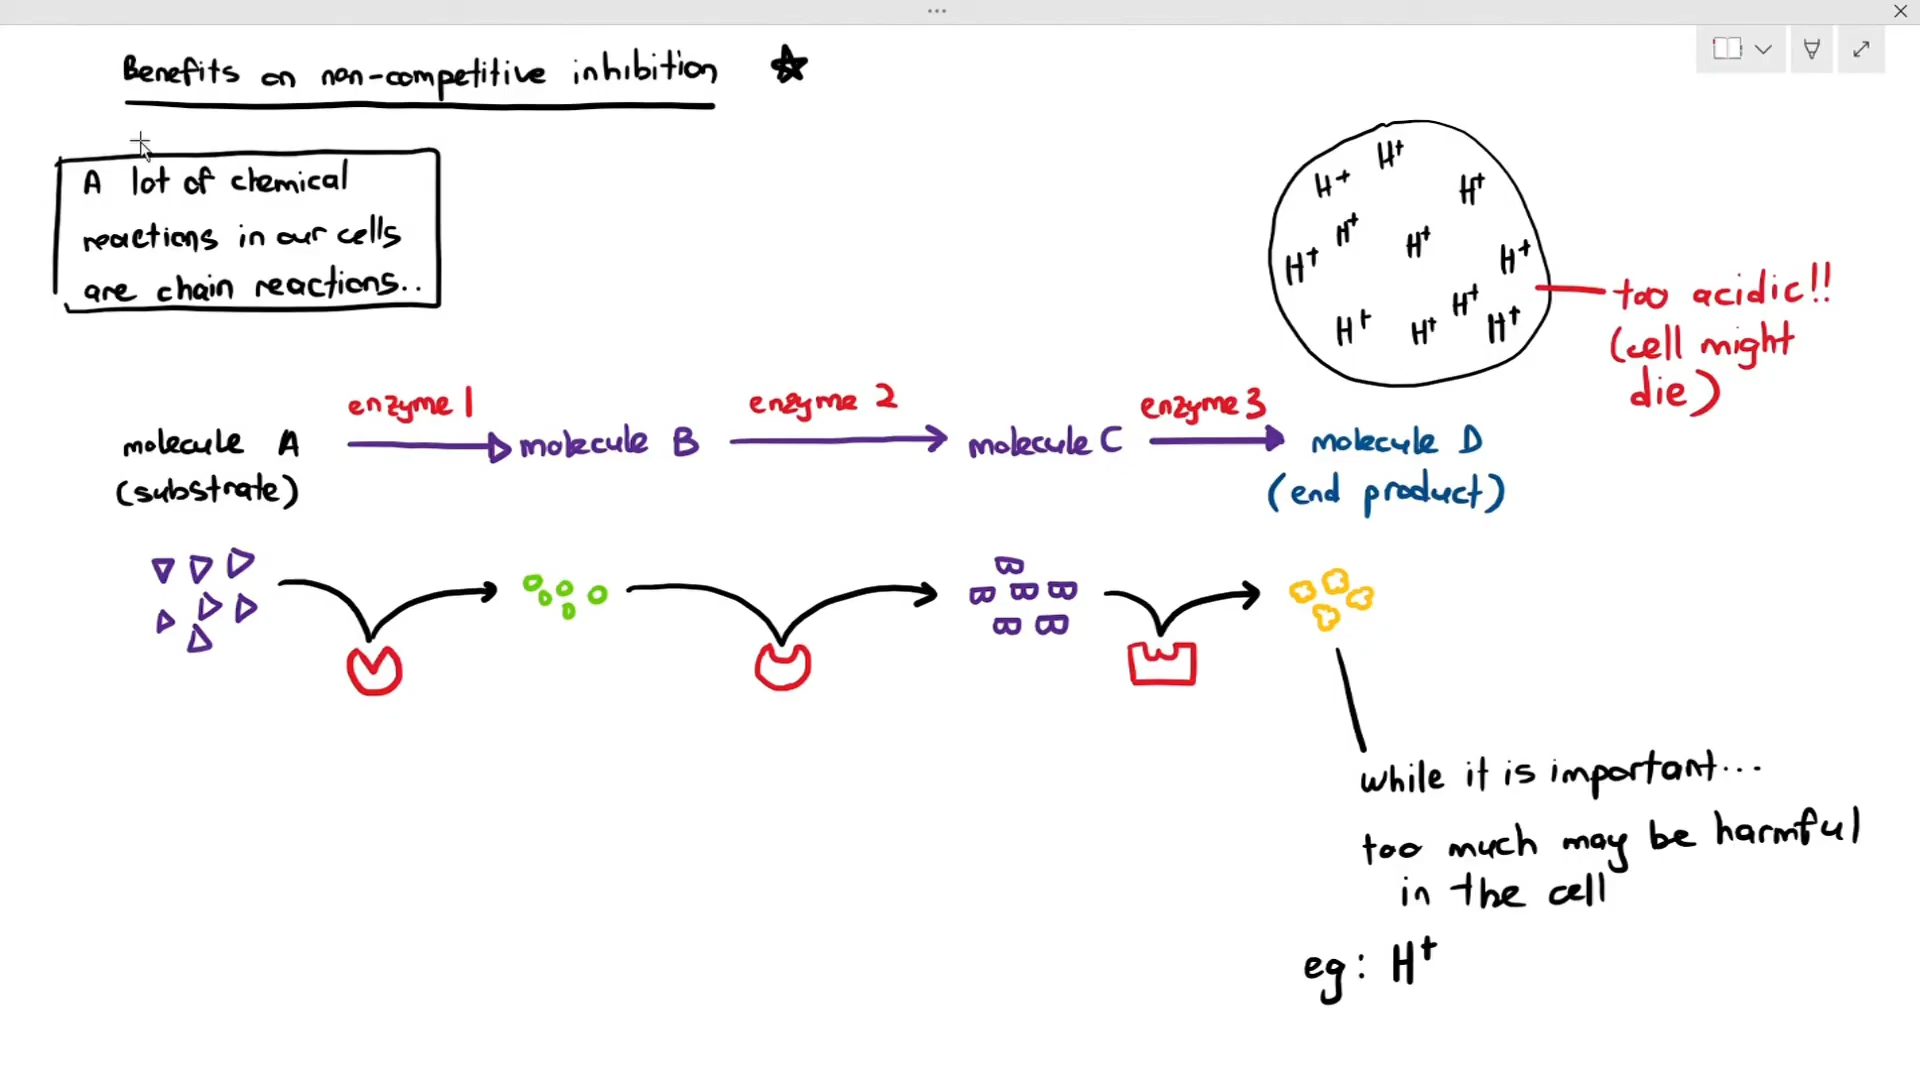 Benefits on non-competitive inhibition
A lot of chemical
reactions in our cells
are chain reactions..
H+
H+
H+
H+
H+
H+
H+
H+
H+
H+
H+
too acidic!!
(cell might
die)
enzyme 1
enzyme 2
enzyme 3
molecule A
molecule B
molecule C
molecule D
(substrate)
(end product)
while it is important...
too much may be harmful
in the cell
eg: H+